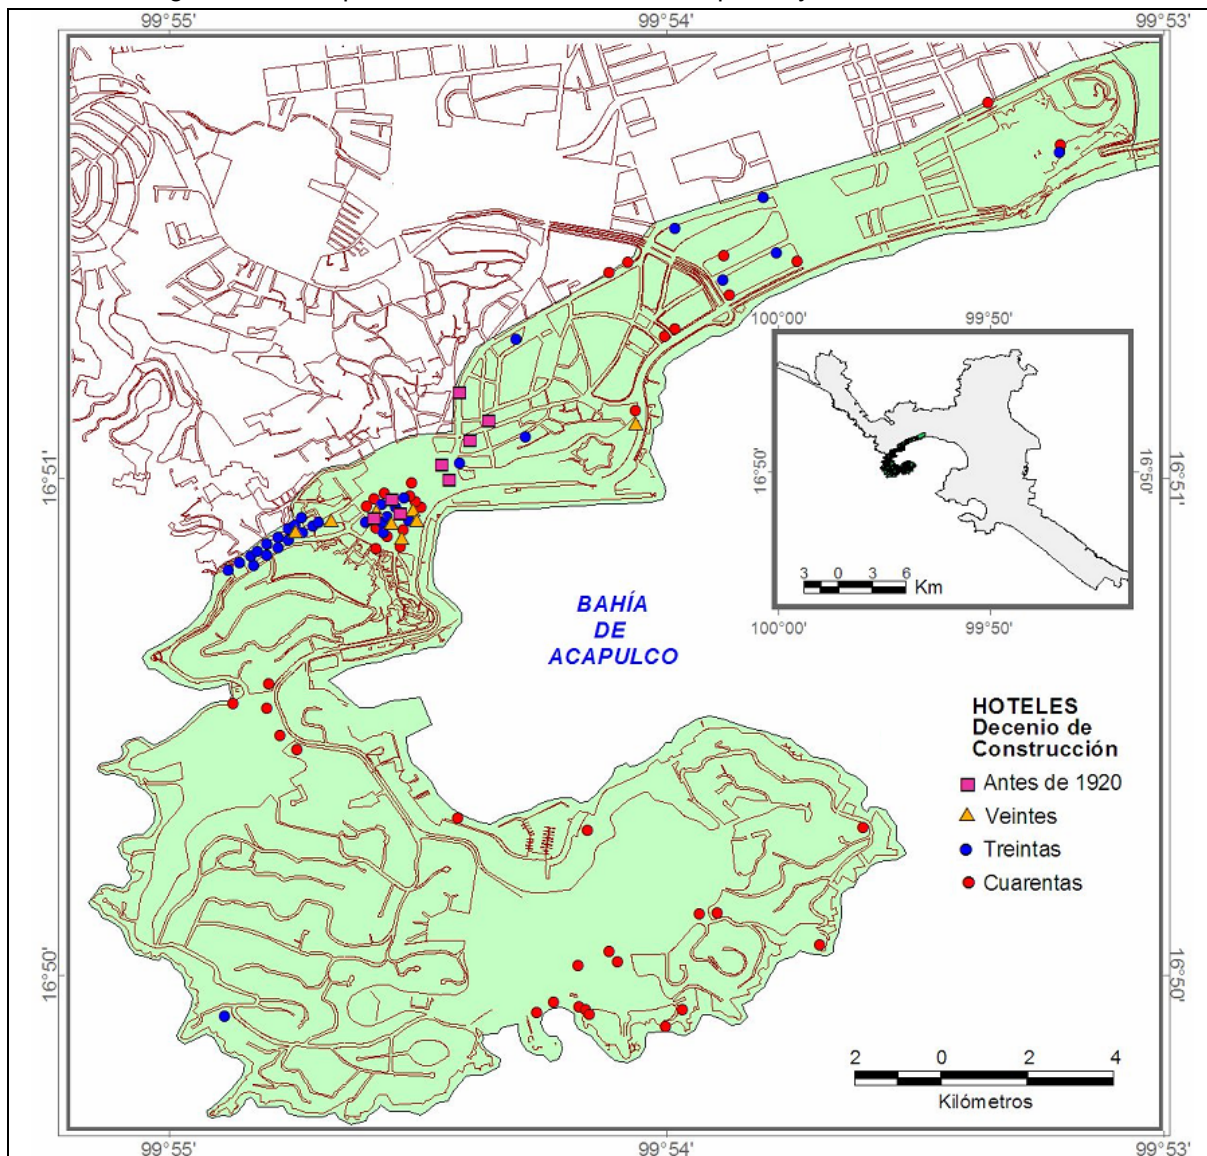 99°55'
99°54'
99°53'
16°51'
16°51'
16°50'
16°50'
100°00'
99°50'
16°50'
16°50'
3 0 3 6
Km
100°00'
99°50'
BAHÍA
DE
ACAPULCO
HOTELES
Decenio de
Construcción
Antes de 1920
Veintes
Treintas
Cuarentas
2 0 2 4
Kilómetros
99°55'
99°54'
99°53'